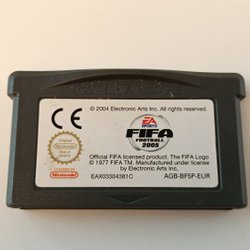 © 2004 Electronic Arts Inc. All rights reserved.
EA
SPORTS
FIFA
FOOTBALL
2005
Official FIFA licensed product. The FIFA Logo
© 1977 FIFA TM. Manufactured under license
by Electronic Arts Inc.
Nintendo
EAX03304381C
AGB-BF5P-EUR